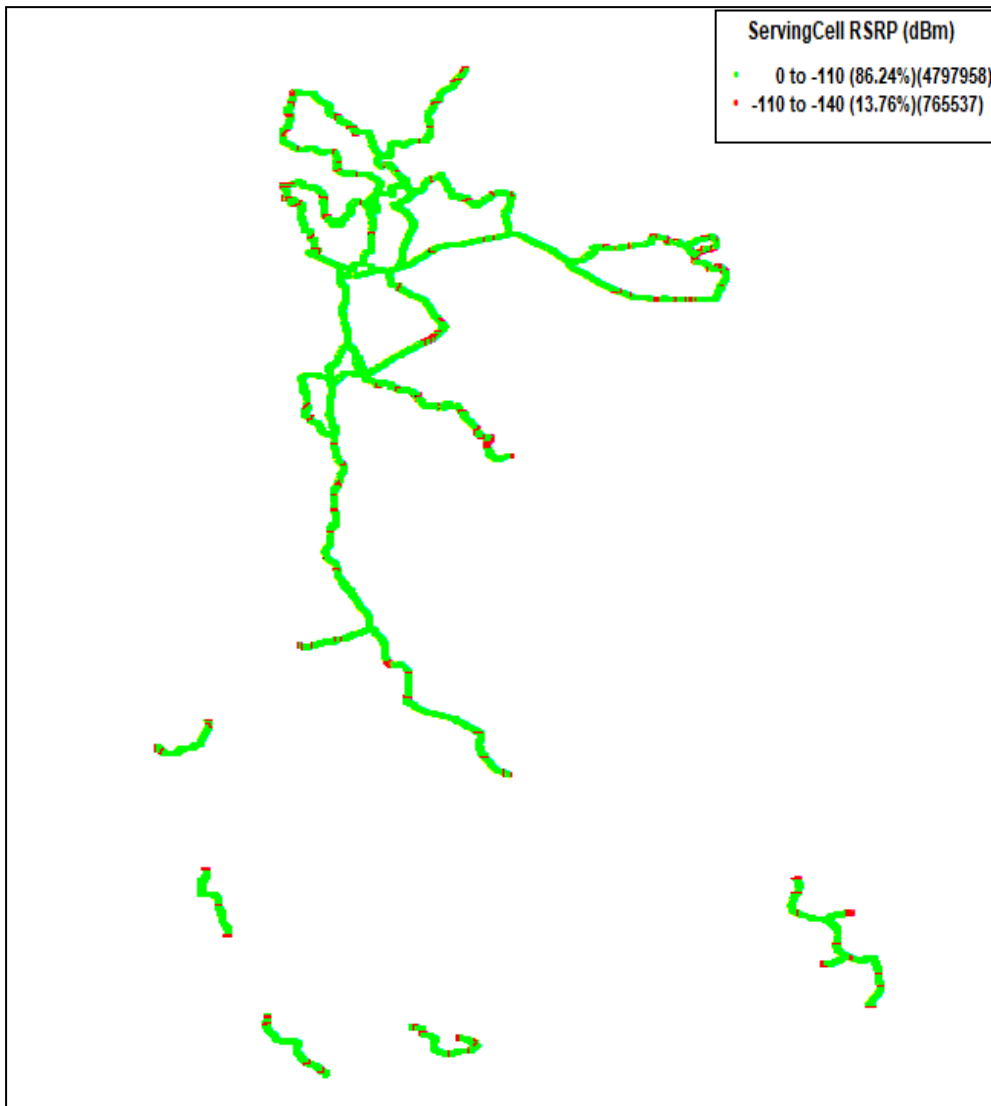 ServingCell RSRP (dBm)
0 to -110 (86.24%)(4797958)
-110 to -140 (13.76%)(765537)